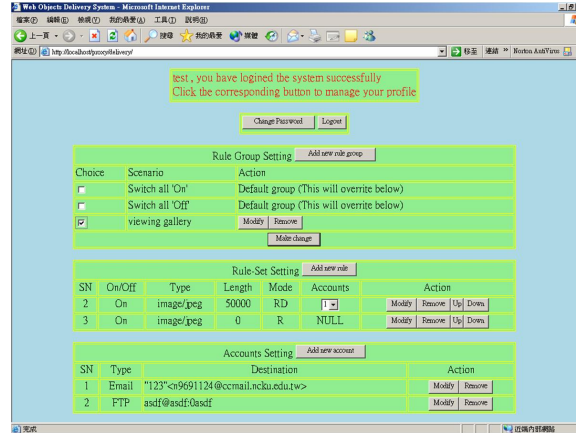 Web Objects Delivery System - Microsoft Internet Explorer
檔案(F) 編輯(E) 檢視(V) 我的最愛(A) 工具(T) 說明(H)
上一頁 搜尋 我的最愛 媒體
網址(D) http://localhost/proxy/delivery/ 移至 連結 » Norton AntiVirus
test , you have logined the system successfully
Click the corresponding button to manage your profile
Change Password Logout
Rule Group Setting Add new rule group
Choice Scenario Action
Switch all 'On' Default group (This will overrite below)
Switch all 'Off' Default group (This will overrite below)
viewing gallery Modify Remove
Make change
Rule-Set Setting Add new rule
SN On/Off Type Length Mode Accounts Action
2 On image/jpeg 50000 RD 1 Modify Remove Up Down
3 On image/jpeg 0 R NULL Modify Remove Up Down
Accounts Setting Add new account
SN Type Destination Action
1 Email "123"<n9691124@ccmail.ncku.edu.tw> Modify Remove
2 FTP asdf@asdf:0asdf Modify Remove
完成 近端內部網路